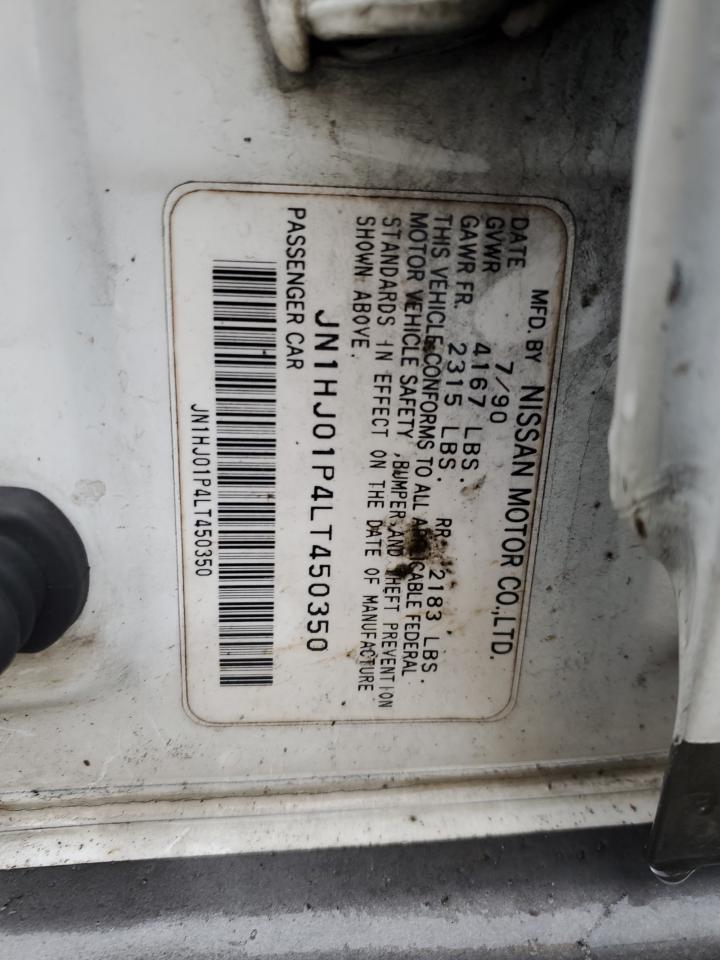 MFD. BY NISSAN MOTOR CO.,LTD.
DATE 7/90
GVWR 4167 LBS.
GAWR FR. 2315 LBS. RR. 2183 LBS.
THIS VEHICLE CONFORMS TO ALL FEDERAL
MOTOR VEHICLE SAFETY ,BUMPER AND THEFT PREVENTION
STANDARDS IN EFFECT ON THE DATE OF MANUFACTURE
SHOWN ABOVE.
JN1HJ01P4LT450350
PASSENGER CAR
JN1HJ01P4LT450350